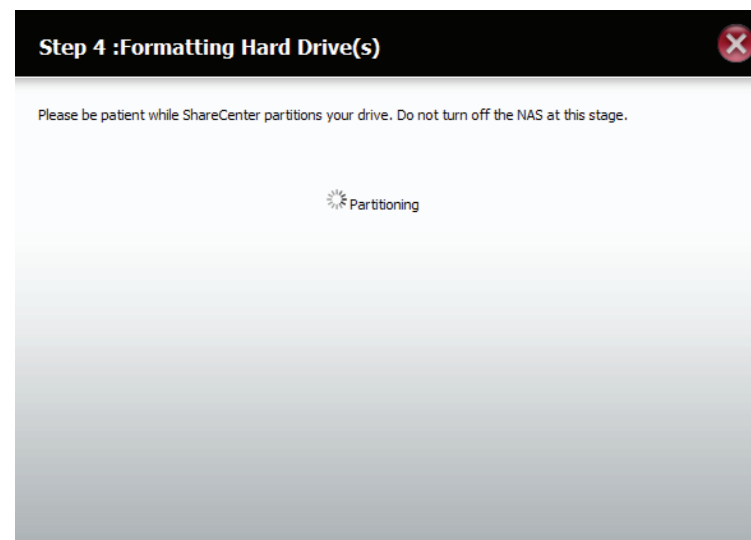 Step 4 :Formatting Hard Drive(s)
Please be patient while ShareCenter partitions your drive. Do not turn off the NAS at this stage.
Partitioning